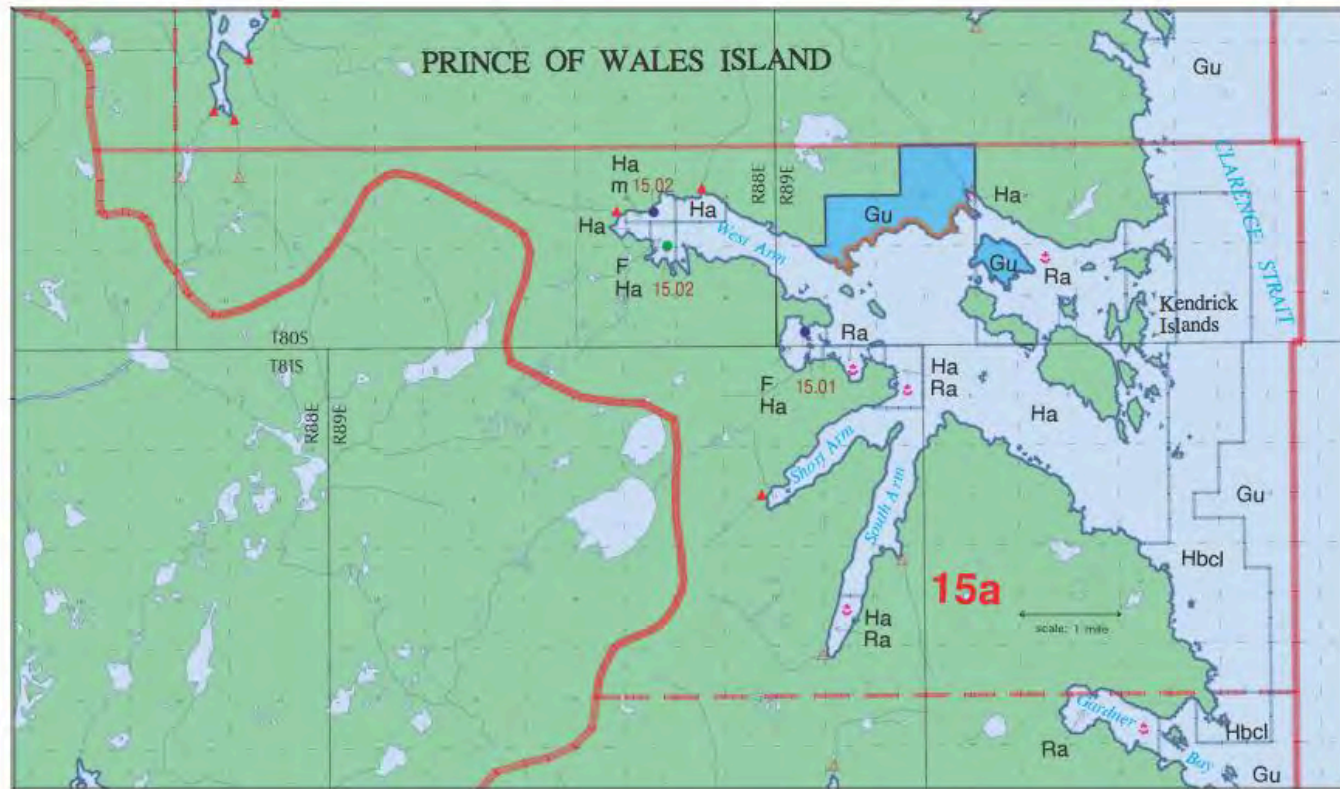 PRINCE OF WALES ISLAND
Gu
CLARENCE STRAIT
Ha
m 15.02
R88E
R89E
Ha
Ha
Ha
Gu
West Arm
F
Ha 15.02
Gu
Ra
Kendrick
Islands
T80S
T81S
Ra
R88E
R89E
F 15.01
Ha
Ha
Ra
Ha
Short Arm
South Arm
Gu
Hbcl
15a
scale: 1 mile
Ha
Ra
Gardner Bay
Ra
Hbcl
Gu